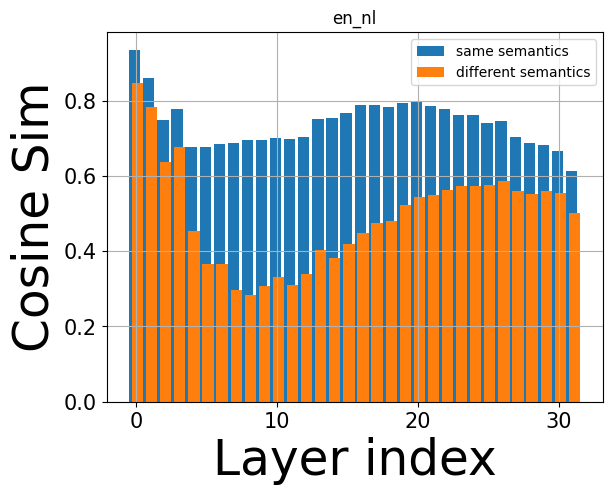 en_nl
same semantics
different semantics
Cosine Sim
0.8
0.6
0.4
0.2
0.0
0 10 20 30
Layer index